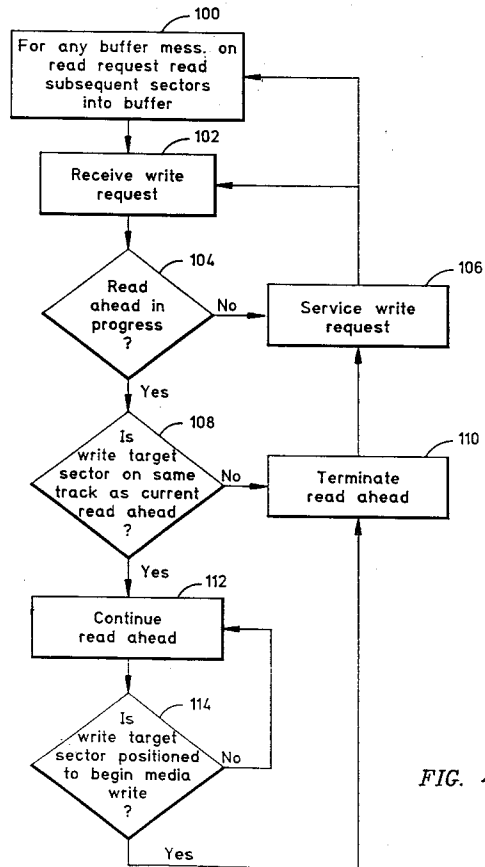 100
For any buffer mess. on
read request read
subsequent sectors
into buffer
102
Receive write
request
104
Read
ahead in
progress
?
No
Yes
106
Service write
request
108
Is
write target
sector on same
track as current
read ahead
?
No
Yes
110
Terminate
read ahead
112
Continue
read ahead
114
Is
write target
sector positioned
to begin media
write
?
No
Yes
FIG.